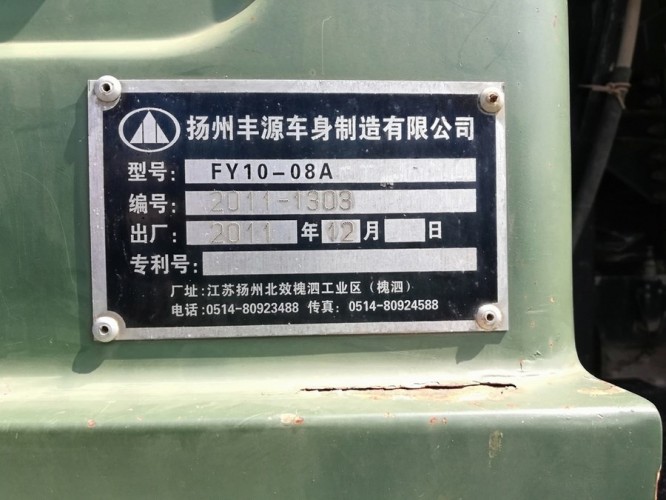 扬州丰源车身制造有限公司
型号: FY10-08A
编号: 2011-1303
出厂: 2011 年 12 月 日
专利号:
厂址:江苏扬州北效槐泗工业区(槐泗)
电话:0514-80923488 传真: 0514-80924588